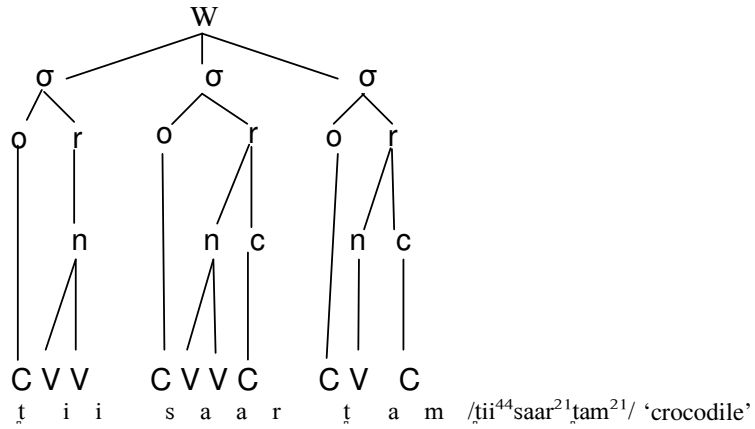 W
σ σ σ
o r o r o r
n n c n c
C V V C V V C C V C
t̪ i i s a a r t̪ a m /t̪ii⁴⁴saar²¹t̪am²¹/ ‘crocodile’